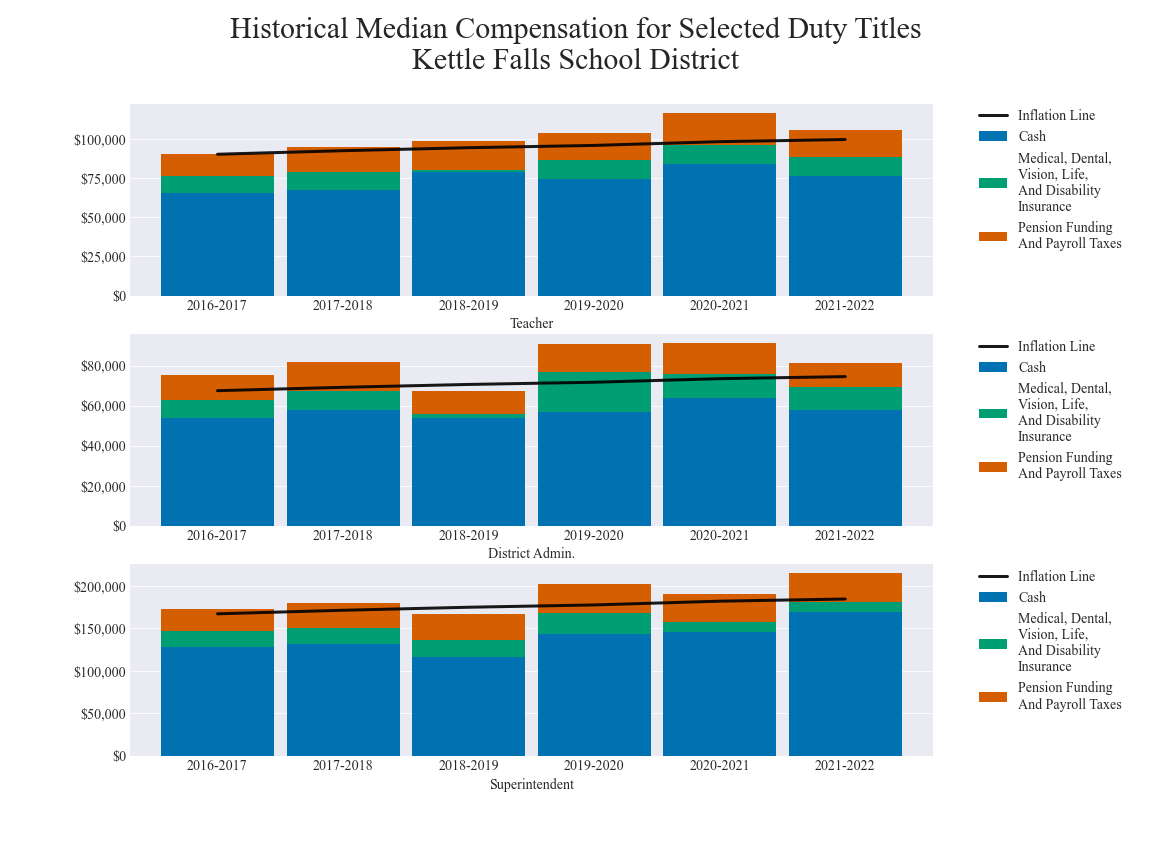 Historical Median Compensation for Selected Duty Titles
Kettle Falls School District
$100,000
$75,000
$50,000
$25,000
$0
2016-2017 2017-2018 2018-2019 2019-2020 2020-2021 2021-2022
Teacher
Inflation Line
Cash
Medical, Dental,
Vision, Life,
And Disability
Insurance
Pension Funding
And Payroll Taxes
$80,000
$60,000
$40,000
$20,000
$0
2016-2017 2017-2018 2018-2019 2019-2020 2020-2021 2021-2022
District Admin.
Inflation Line
Cash
Medical, Dental,
Vision, Life,
And Disability
Insurance
Pension Funding
And Payroll Taxes
$200,000
$150,000
$100,000
$50,000
$0
2016-2017 2017-2018 2018-2019 2019-2020 2020-2021 2021-2022
Superintendent
Inflation Line
Cash
Medical, Dental,
Vision, Life,
And Disability
Insurance
Pension Funding
And Payroll Taxes